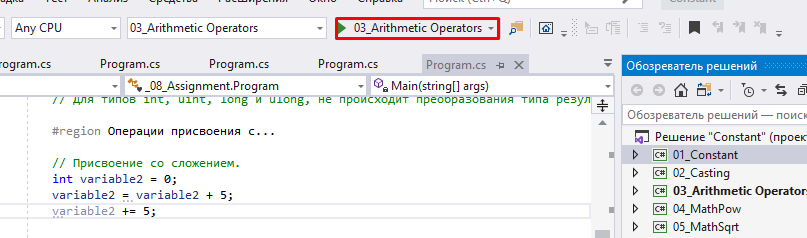 Тест
Анализ
Средства
Расширения
Окно
Справка
Поиск (Ctrl+Q)
Constant
Any CPU
03_Arithmetic Operators
03_Arithmetic Operators
Program.cs
Program.cs
Program.cs
Program.cs
_08_Assignment.Program
Main(string[] args)
// Для типов int, uint, long и ulong, не происходит преобразования типа резул
#region Операции присвоения с...
// Присвоение со сложением.
int variable2 = 0;
variable2 = variable2 + 5;
variable2 += 5;
Обозреватель решений
Обозреватель решений — поиск
Решение "Constant" (проект
01_Constant
02_Casting
03_Arithmetic Operators
04_MathPow
05_MathSqrt